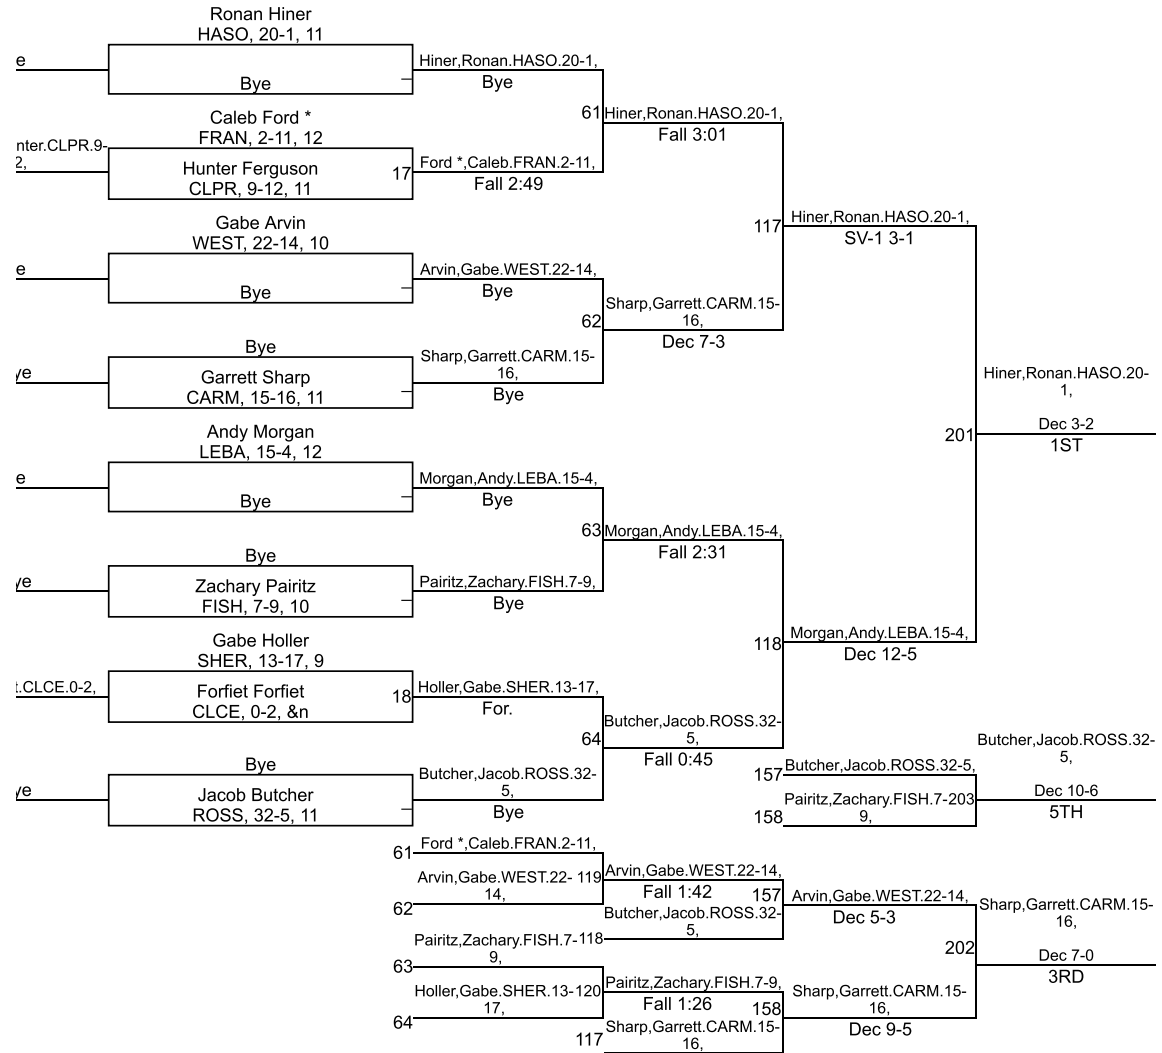 Ronan Hiner
HASO, 20-1, 11
e
Bye
Hiner,Ronan.HASO.20-1,
Bye
61
Hiner,Ronan.HASO.20-1,
Fall 3:01
Caleb Ford *
FRAN, 2-11, 12
nter.CLPR.9-
2,
Hunter Ferguson
CLPR, 9-12, 11
17
Ford *,Caleb.FRAN.2-11,
Fall 2:49
117
Hiner,Ronan.HASO.20-1,
SV-1 3-1
Gabe Arvin
WEST, 22-14, 10
e
Bye
Arvin,Gabe.WEST.22-14,
Bye
62
Sharp,Garrett.CARM.15-
16,
Dec 7-3
Bye
ye
Garrett Sharp
CARM, 15-16, 11
Sharp,Garrett.CARM.15-
16,
Bye
201
Hiner,Ronan.HASO.20-
1,
Dec 3-2
1ST
Andy Morgan
LEBA, 15-4, 12
e
Bye
Morgan,Andy.LEBA.15-4,
Bye
63
Morgan,Andy.LEBA.15-4,
Fall 2:31
Bye
ye
Zachary Pairitz
FISH, 7-9, 10
Pairitz,Zachary.FISH.7-9,
Bye
118
Morgan,Andy.LEBA.15-4,
Dec 12-5
Gabe Holler
SHER, 13-17, 9
t.CLCE.0-2,
Forfiet Forfiet
CLCE, 0-2, &n
18
Holler,Gabe.SHER.13-17,
For.
64
Butcher,Jacob.ROSS.32-
5,
Fall 0:45
Bye
ye
Jacob Butcher
ROSS, 32-5, 11
Butcher,Jacob.ROSS.32-
5,
Bye
157
Butcher,Jacob.ROSS.32-5,
158
Pairitz,Zachary.FISH.7-
9,
203
Butcher,Jacob.ROSS.32-
5,
Dec 10-6
5TH
61
Ford *,Caleb.FRAN.2-11,
62
Arvin,Gabe.WEST.22-
14,
119
Arvin,Gabe.WEST.22-14,
Fall 1:42
118
Butcher,Jacob.ROSS.32-
5,
157
Arvin,Gabe.WEST.22-14,
Dec 5-3
63
Pairitz,Zachary.FISH.7-
9,
64
Holler,Gabe.SHER.13-
17,
120
Pairitz,Zachary.FISH.7-9,
Fall 1:26
117
Sharp,Garrett.CARM.15-
16,
158
Sharp,Garrett.CARM.15-
16,
Dec 9-5
202
Sharp,Garrett.CARM.15-
16,
Dec 7-0
3RD